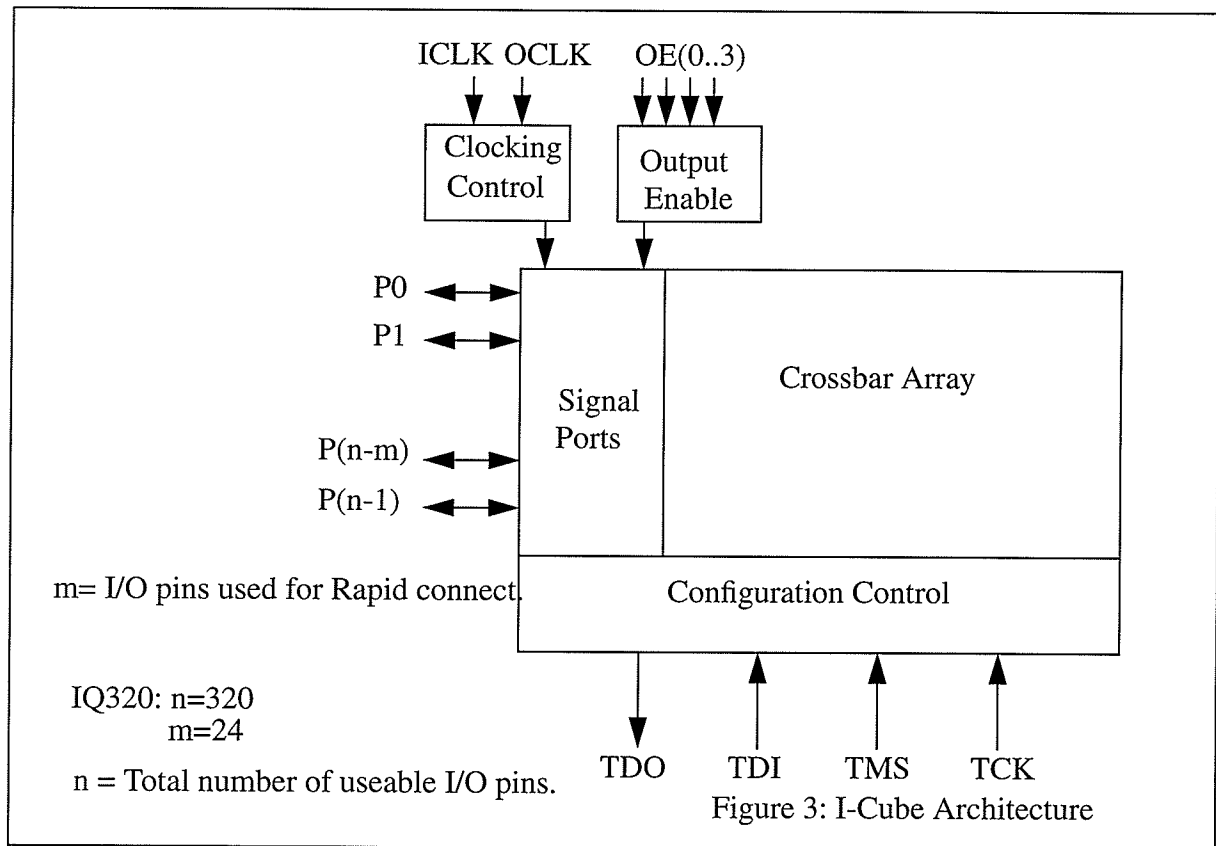 ICLK OCLK OE(0..3)
Clocking
Control
Output
Enable
P0
P1
P(n-m)
P(n-1)
Signal
Ports
Crossbar Array
m= I/O pins used for Rapid connect.
Configuration Control
IQ320: n=320
m=24
n = Total number of useable I/O pins.
TDO TDI TMS TCK
Figure 3: I-Cube Architecture